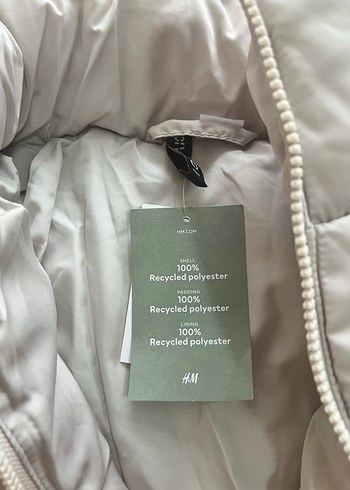 HM.COM
SHELL
100%
Recycled polyester
PADDING
100%
Recycled polyester
LINING
100%
Recycled polyester
H&M